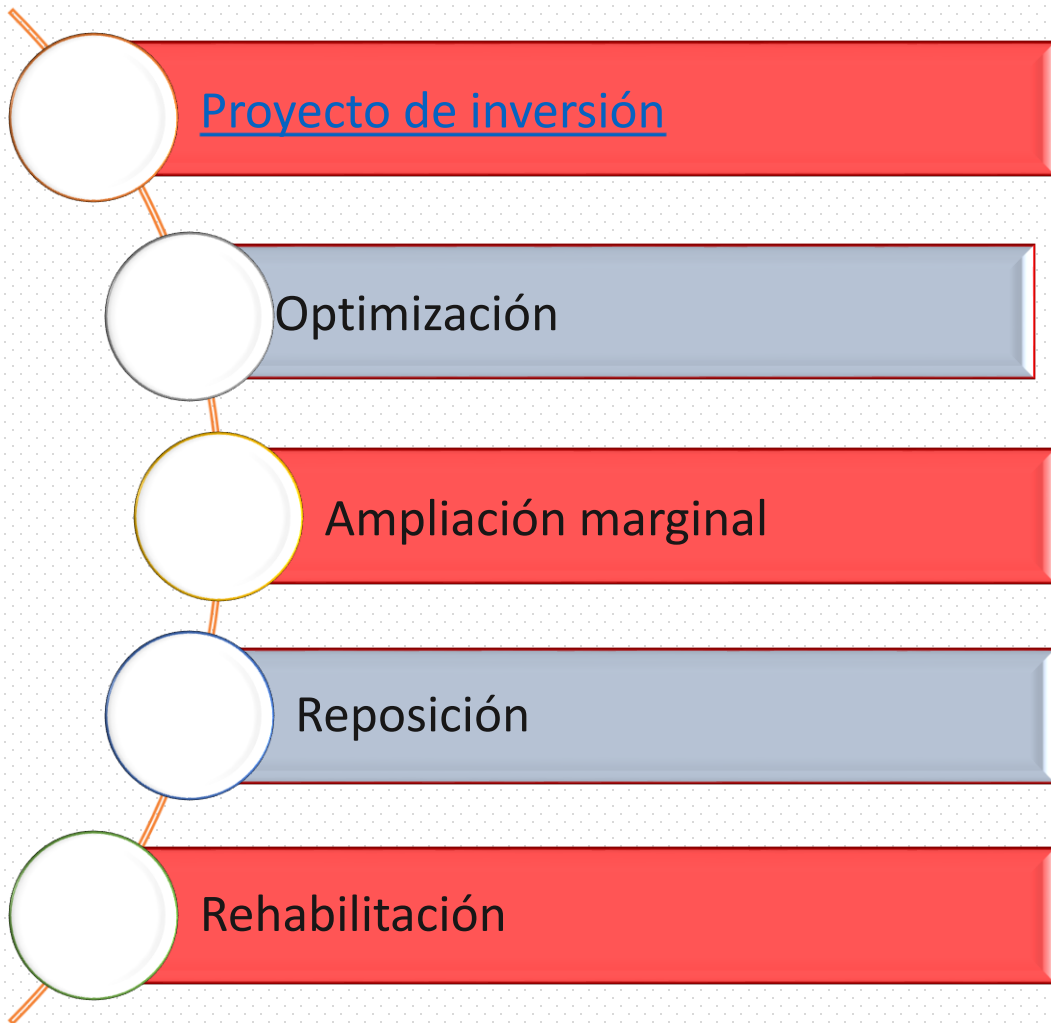 Proyecto de inversión
Optimización
Ampliación marginal
Reposición
Rehabilitación